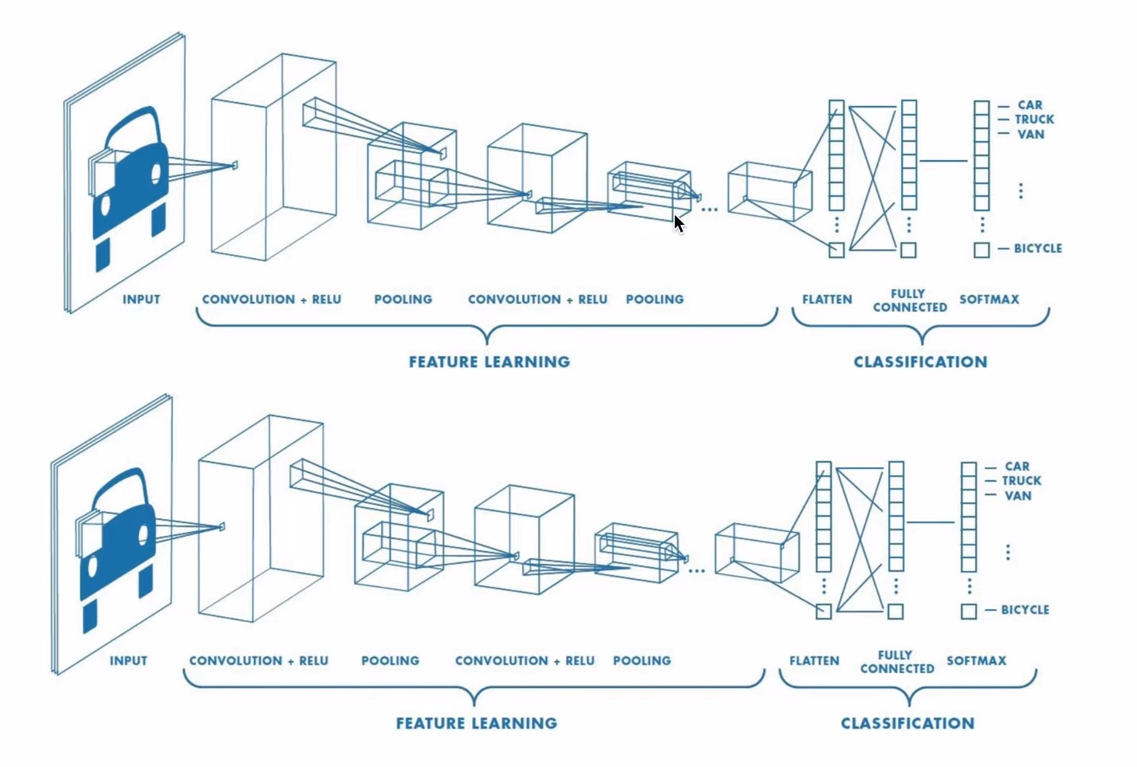 CAR
TRUCK
VAN
BICYCLE
INPUT CONVOLUTION + RELU POOLING CONVOLUTION + RELU POOLING FLATTEN FULLY CONNECTED SOFTMAX
FEATURE LEARNING CLASSIFICATION
CAR
TRUCK
VAN
BICYCLE
INPUT CONVOLUTION + RELU POOLING CONVOLUTION + RELU POOLING FLATTEN FULLY CONNECTED SOFTMAX
FEATURE LEARNING CLASSIFICATION